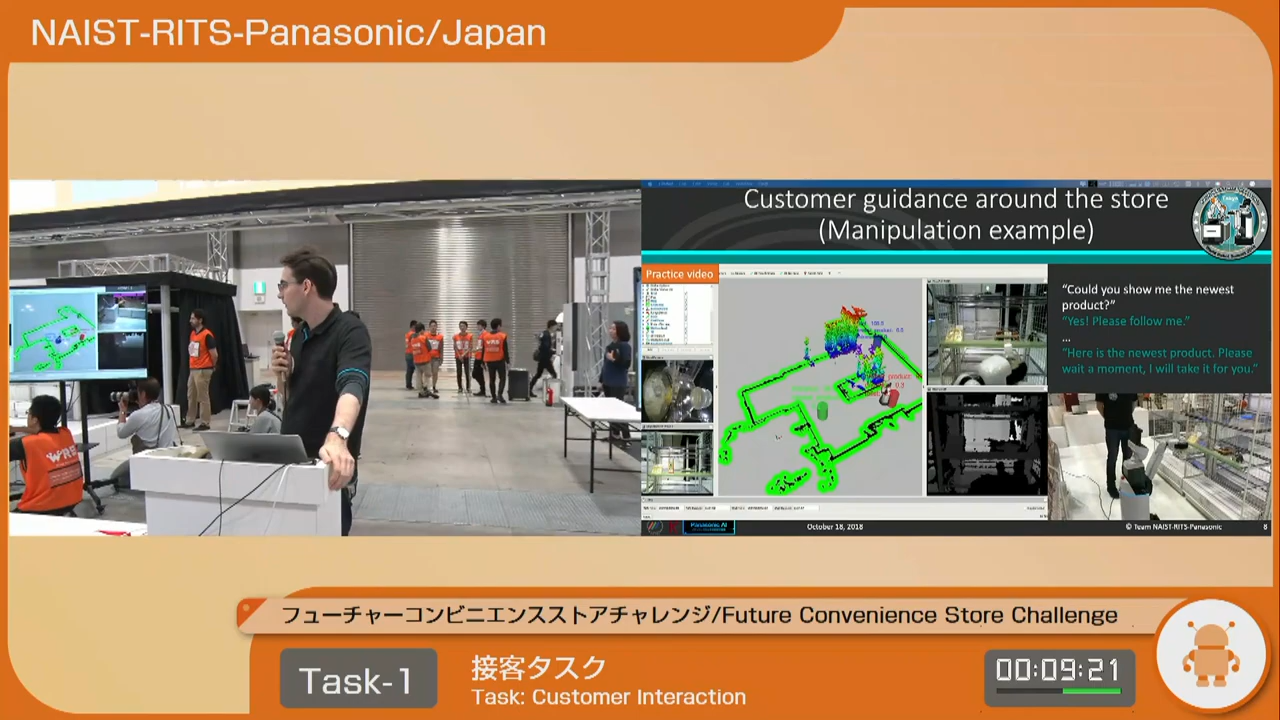 NAIST-RITS-Panasonic/Japan
Customer guidance around the store
(Manipulation example)
Practice video
"Could you show me the newest
product?"
"Yes! Please follow me."
...
"Here is the newest product. Please
wait a moment, I will take it for you."
WRS
Panasonic AI
October 18, 2018
© Team NAIST-RITS-Panasonic
8
フューチャーコンビニエンスストアチャレンジ/Future Convenience Store Challenge
Task-1
接客タスク
Task: Customer Interaction
00:09:21